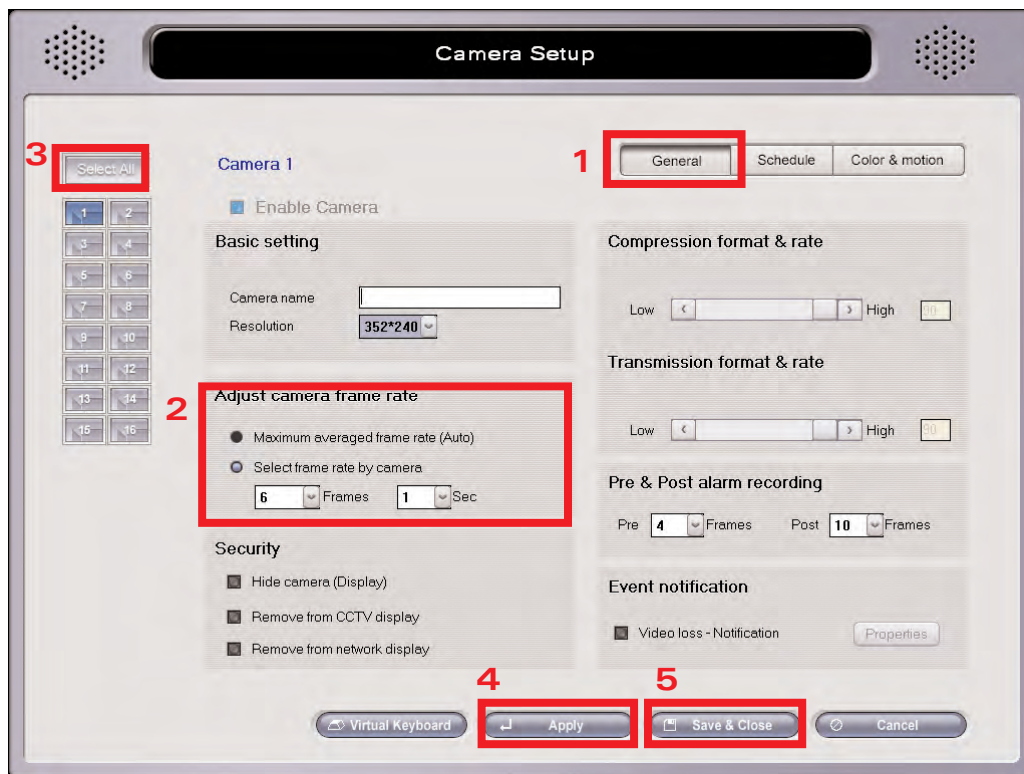 Camera Setup
3
Select All
Camera 1
1
General
Schedule
Color & motion
1 2
3 4
5 6
7 8
9 10
11 12
13 14
15 16
Enable Camera
Basic setting
Camera name
Resolution 352*240
2
Adjust camera frame rate
Maximum averaged frame rate (Auto)
Select frame rate by camera
6 Frames 1 Sec
Security
Hide camera (Display)
Remove from CCTV display
Remove from network display
Compression format & rate
Low High 90
Transmission format & rate
Low High 90
Pre & Post alarm recording
Pre 4 Frames Post 10 Frames
Event notification
Video loss - Notification Properties
4
5
Virtual Keyboard
Apply
Save & Close
Cancel